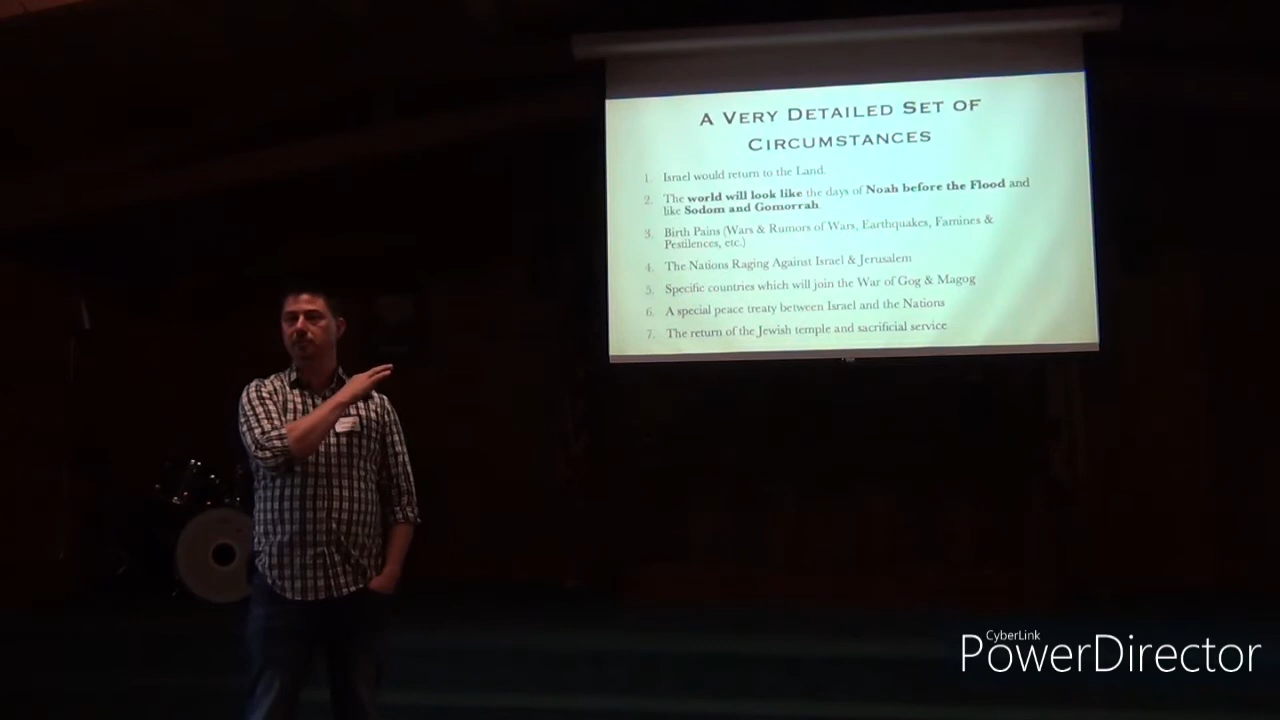 A VERY DETAILED SET OF
CIRCUMSTANCES
1. Israel would return to the Land.
2. The world will look like the days of Noah before the Flood and
like Sodom and Gomorrah.
3. Birth Pains (Wars & Rumors of Wars, Earthquakes, Famines &
Pestilences, etc.)
4. The Nations Raging Against Israel & Jerusalem
5. Specific countries which will join the War of Gog & Magog
6. A special peace treaty between Israel and the Nations
7. The return of the Jewish temple and sacrificial service
CyberLink
PowerDirector